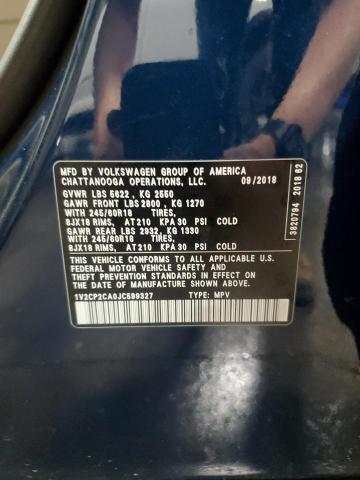 MFD BY VOLKSWAGEN GROUP OF AMERICA
CHATTANOOGA OPERATIONS, LLC. 09/2018
GVWR LBS 5622 , KG 2550
GAWR FRONT LBS 2800 , KG 1270
WITH 245/60R18 TIRES,
8JX18 RIMS, AT210 KPA 30 PSI COLD
GAWR REAR LBS 2932, KG 1330
WITH 245/60R18 TIRES,
8JX18 RIMS, AT210 KPA 30 PSI COLD
THIS VEHICLE CONFORMS TO ALL APPLICABLE U.S.
FEDERAL MOTOR VEHICLE SAFETY AND
THEFT PREVENTION STANDARDS IN EFFECT ON THE
DATE OF MANUFACTURE SHOWN ABOVE.
1V2CP2CA0JC599327 TYPE: MPV
3820794 2018 62